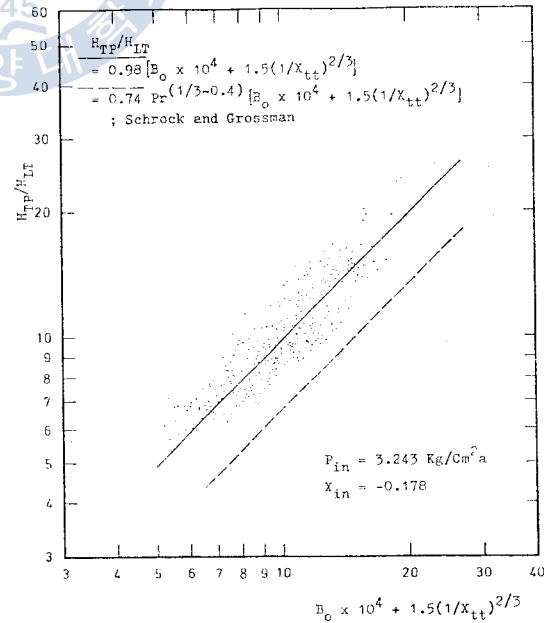 60
50
40
30
20
10
9
8
7
6
5
4
3
H_TP/H_LT
H_TP/H_LT
= 0.98[B_o x 10^4 + 1.5(1/X_tt)^2/3]
= 0.74 Pr^(1/3-0.4) [B_o x 10^4 + 1.5(1/X_tt)^2/3]
; Schrock and Grossman
P_in = 3.243 Kg/Cm^2a
X_in = -0.178
3 4 5 6 7 8 9 10 20 30 40
B_o x 10^4 + 1.5(1/X_tt)^2/3